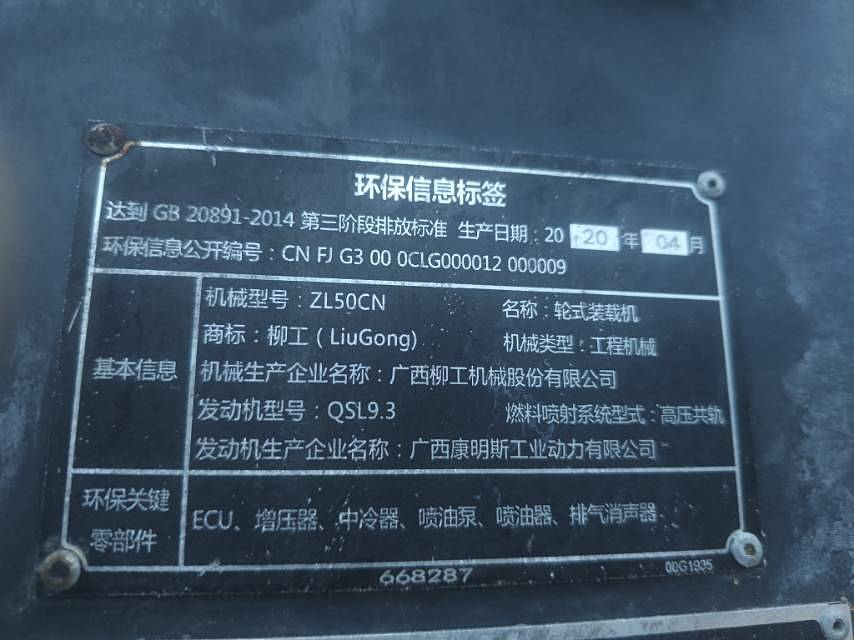 环保信息标签
达到 GB 20891-2014 第三阶段排放标准 生产日期：20 20 年 04 月
环保信息公开编号：CN FJ G3 00 0CLG000012 000009
基本信息
机械型号：ZL50CN 名称：轮式装载机
商标：柳工（LiuGong） 机械类型：工程机械
机械生产企业名称：广西柳工机械股份有限公司
发动机型号：QSL9.3 燃料喷射系统型式：高压共轨
发动机生产企业名称：广西康明斯工业动力有限公司
环保关键
零部件
ECU、增压器、中冷器、喷油泵、喷油器、排气消声器
668287
00G1935